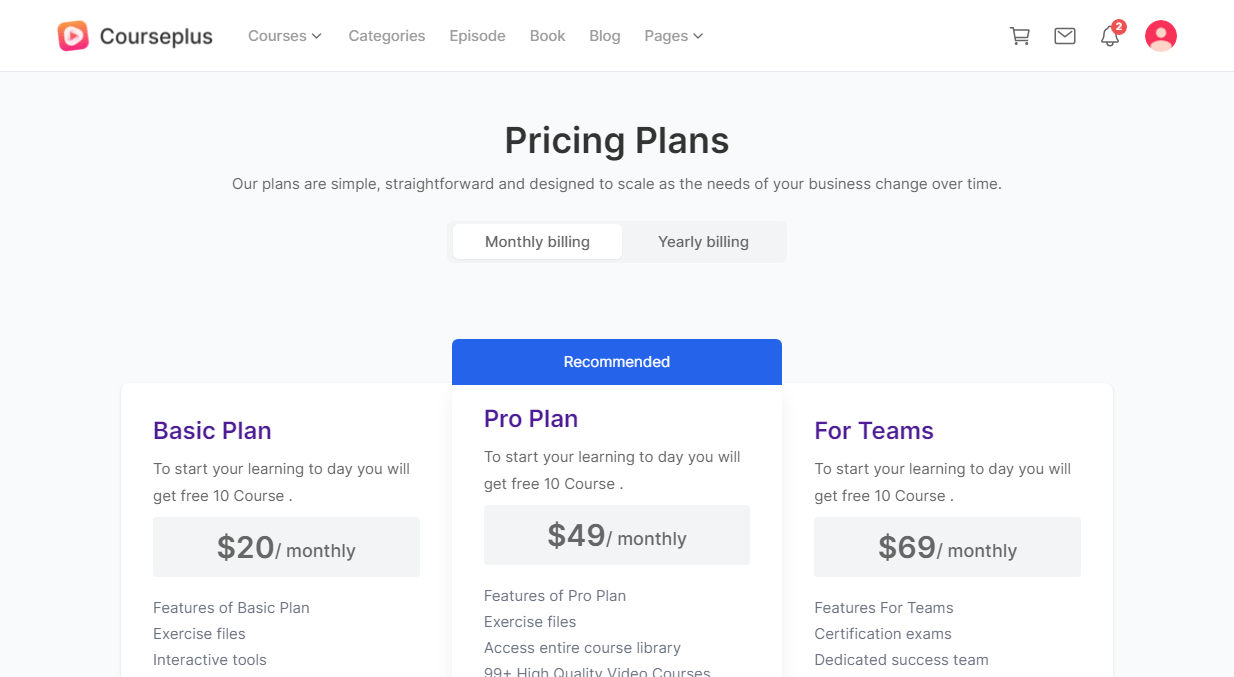 Courseplus
Courses
Categories
Episode
Book
Blog
Pages
2
Pricing Plans
Our plans are simple, straightforward and designed to scale as the needs of your business change over time.
Monthly billing
Yearly billing
Recommended
Basic Plan
To start your learning to day you will
get free 10 Course .
$20/ monthly
Features of Basic Plan
Exercise files
Interactive tools
Pro Plan
To start your learning to day you will
get free 10 Course .
$49/ monthly
Features of Pro Plan
Exercise files
Access entire course library
99+ High Quality Video Courses
For Teams
To start your learning to day you will
get free 10 Course .
$69/ monthly
Features For Teams
Certification exams
Dedicated success team